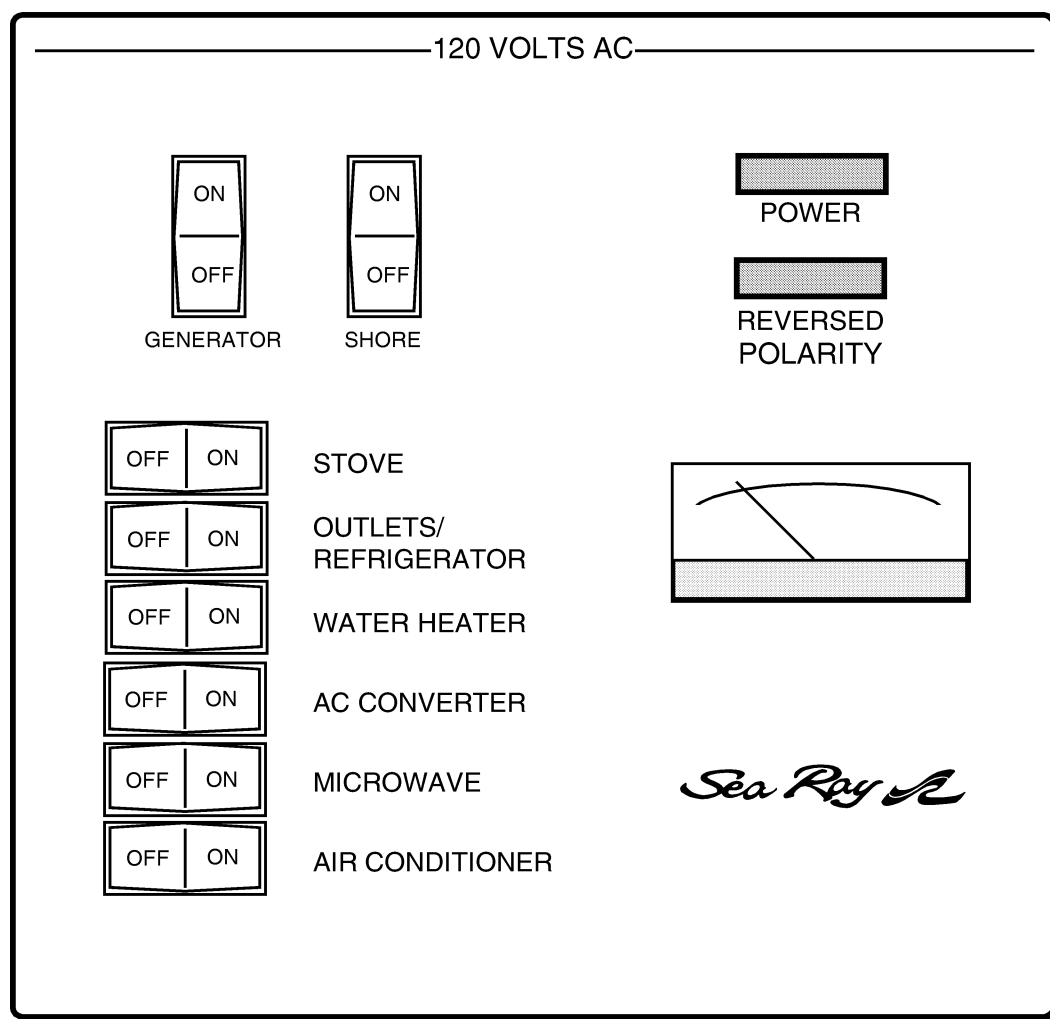 120 VOLTS AC
ON
OFF
GENERATOR
ON
OFF
SHORE
POWER
REVERSED
POLARITY
OFF ON STOVE
OFF ON OUTLETS/
REFRIGERATOR
OFF ON WATER HEATER
OFF ON AC CONVERTER
OFF ON MICROWAVE
OFF ON AIR CONDITIONER
Sea Ray